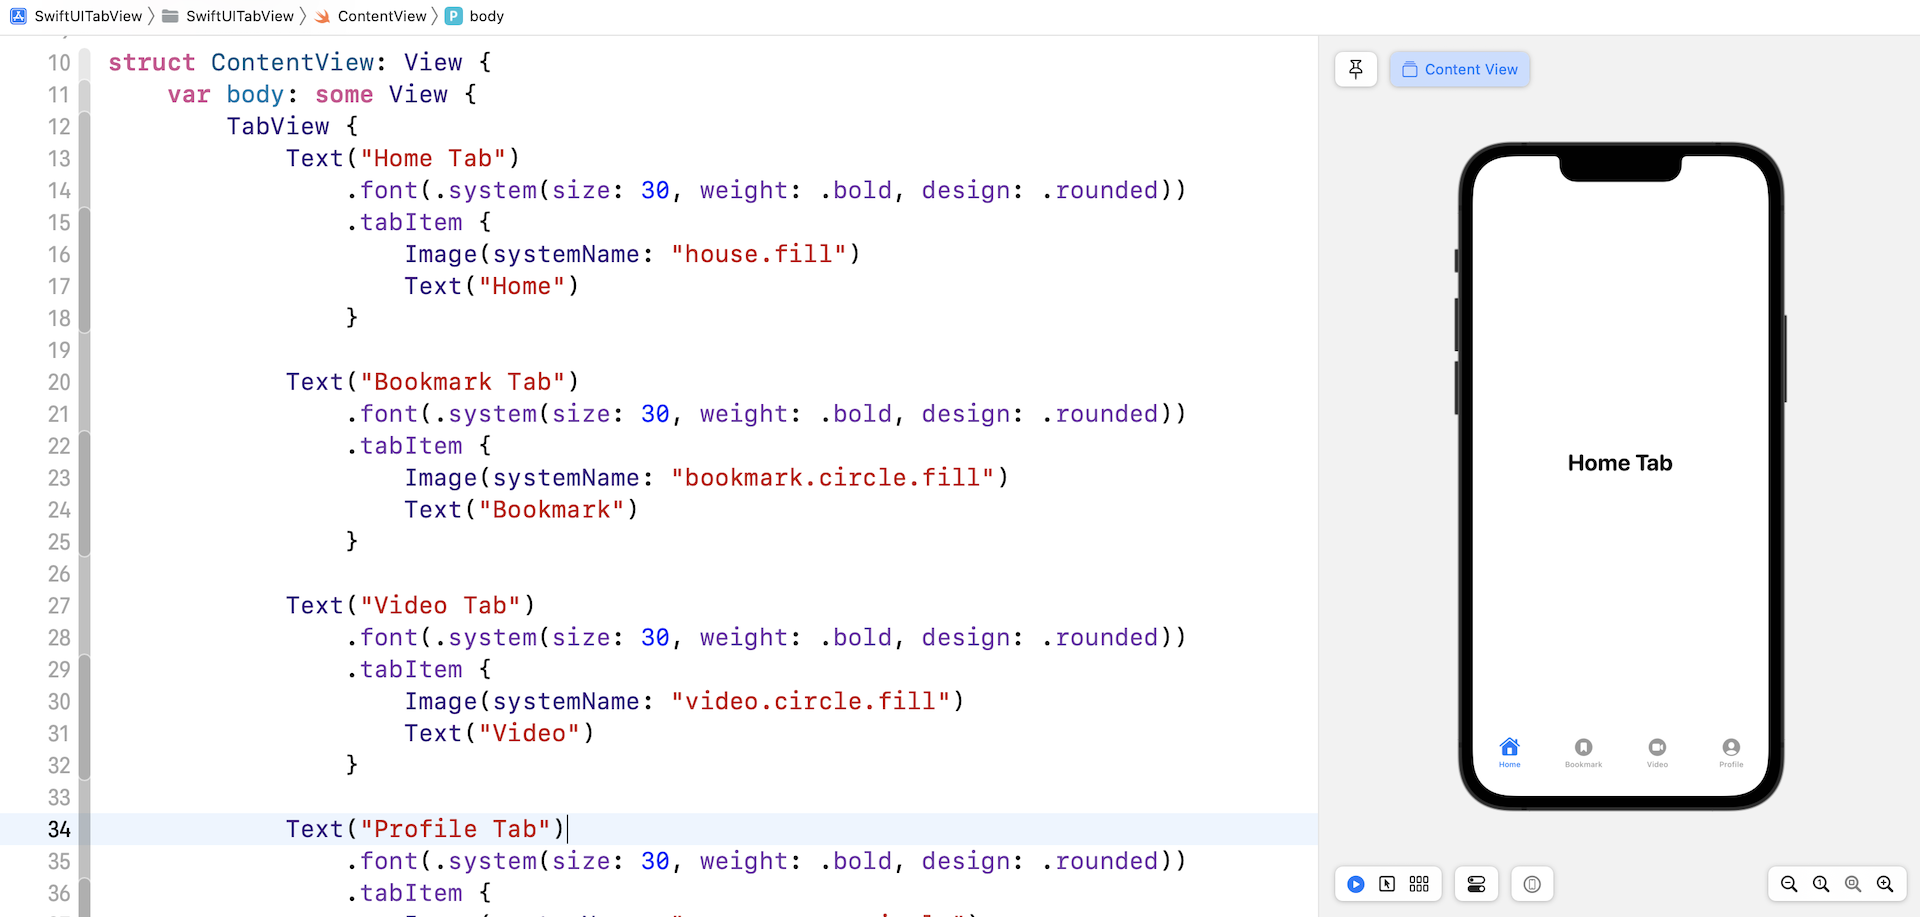 SwiftUITabView SwiftUITabView ContentView P body
10 struct ContentView: View {
11 var body: some View {
12 TabView {
13 Text("Home Tab")
14 .font(.system(size: 30, weight: .bold, design: .rounded))
15 .tabItem {
16 Image(systemName: "house.fill")
17 Text("Home")
18 }
19
20 Text("Bookmark Tab")
21 .font(.system(size: 30, weight: .bold, design: .rounded))
22 .tabItem {
23 Image(systemName: "bookmark.circle.fill")
24 Text("Bookmark")
25 }
26
27 Text("Video Tab")
28 .font(.system(size: 30, weight: .bold, design: .rounded))
29 .tabItem {
30 Image(systemName: "video.circle.fill")
31 Text("Video")
32 }
33
34 Text("Profile Tab")
35 .font(.system(size: 30, weight: .bold, design: .rounded))
36 .tabItem {
Content View
Home Tab
Home Bookmark Video Profile